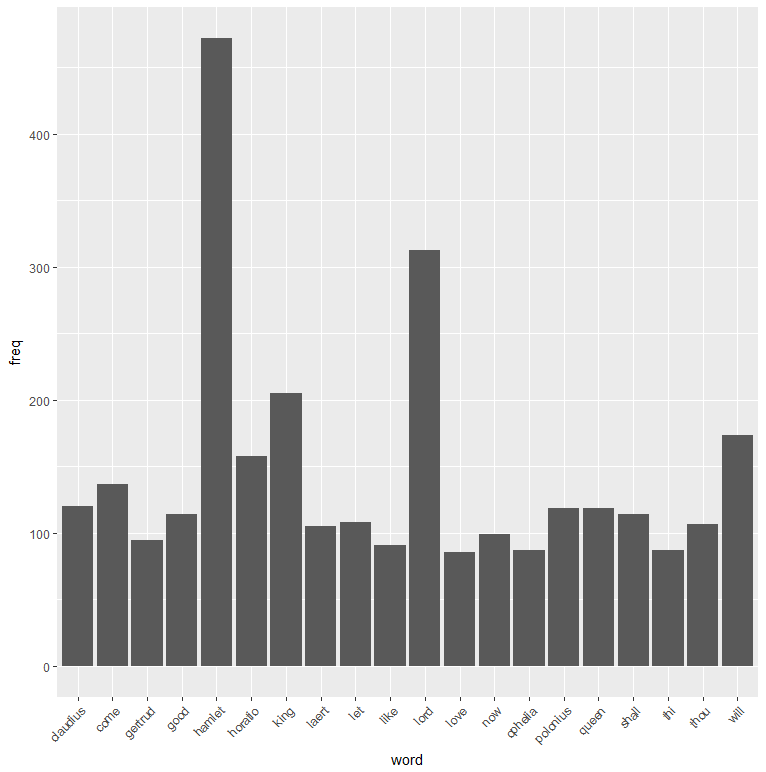 freq
400
300
200
100
0
claudius
come
gertrud
good
hamlet
horatio
king
laert
let
like
lord
love
now
ophelia
polonius
queen
shall
thi
thou
will
word